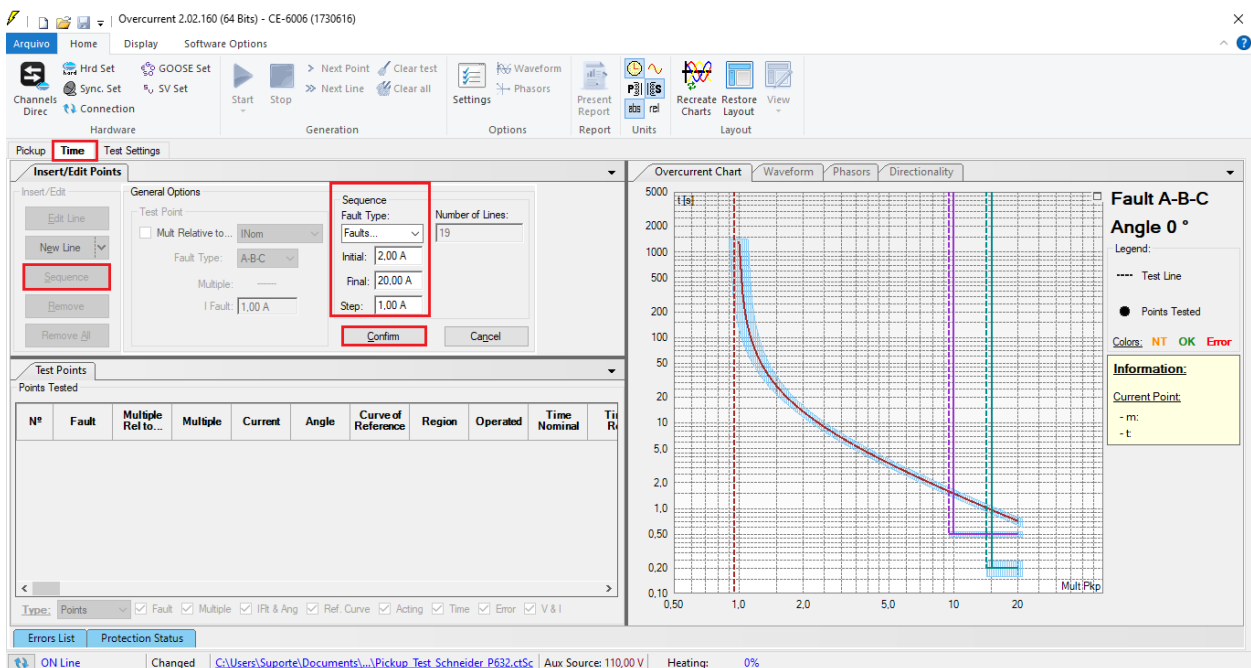 Overcurrent 2.02.160 (64 Bits) - CE-6006 (1730616)
Arquivo Home Display Software Options
Channels Direc
Hrd Set
Sync. Set
Connection
GOOSE Set
SV Set
Hardware
Start
Stop
Next Point
Next Line
Clear test
Clear all
Generation
Settings
Waveform
Phasors
Options
Present Report
Report
abs rel
Units
Recreate Charts
Restore Layout
View
Layout
Pickup Time Test Settings
Insert/Edit Points
Insert/Edit
Edit Line
New Line
Sequence
Remove
Remove All
General Options
Test Point
Mult Relative to... INom
Fault Type: A-B-C
Multiple: -----
I Fault: 1,00 A
Sequence
Fault Type:
Faults...
Initial: 2,00 A
Final: 20,00 A
Step: 1,00 A
Number of Lines:
19
Confirm
Cancel
Test Points
Points Tested
Nº Fault Multiple Rel to... Multiple Current Angle Curve of Reference Region Operated Time Nominal
Type: Points Fault Multiple IFlt & Ang Ref. Curve Acting Time Error V & I
Overcurrent Chart Waveform Phasors Directionality
t [s]
5000
2000
1000
500
200
100
50
20
10
5,0
2,0
1,0
0,50
0,20
0,10
0,50 1,0 2,0 5,0 10 20
Mult Pkp
Fault A-B-C
Angle 0 °
Legend:
Test Line
Points Tested
Colors: NT OK Error
Information:
Current Point:
- m:
- t:
Errors List Protection Status
ON Line Changed C:\Users\Suporte\Documents\...\Pickup_Test_Schneider_P632.ctSc Aux Source: 110,00 V Heating: 0%